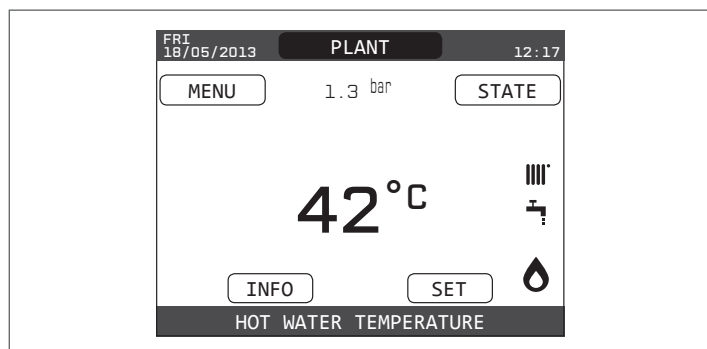 FRI
18/05/2013 PLANT 12:17
MENU 1.3 bar STATE
42°C
INFO SET
HOT WATER TEMPERATURE